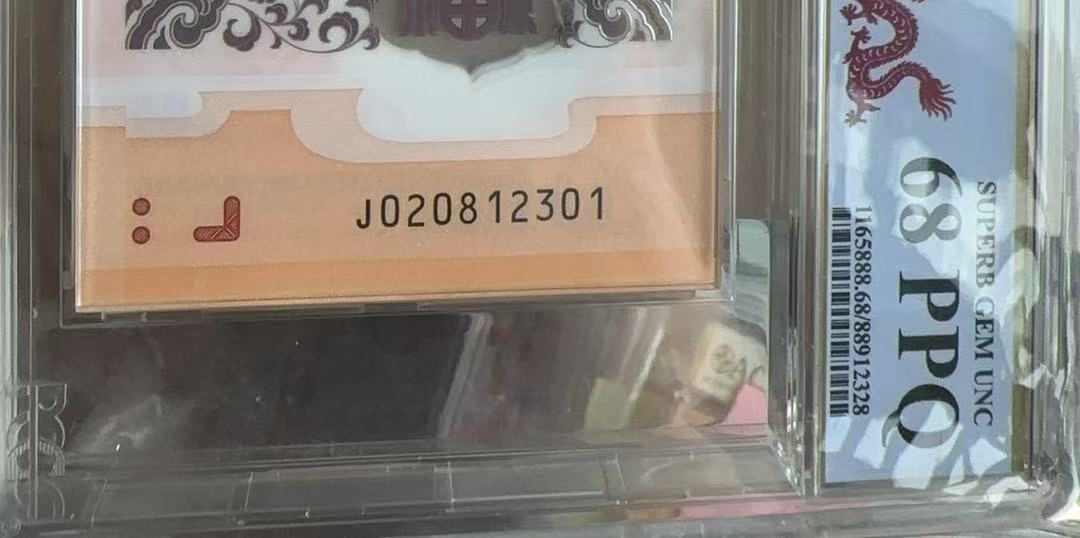 J020812301
SUPERB GEM UNC
68 PPQ
1165888.68/88912328